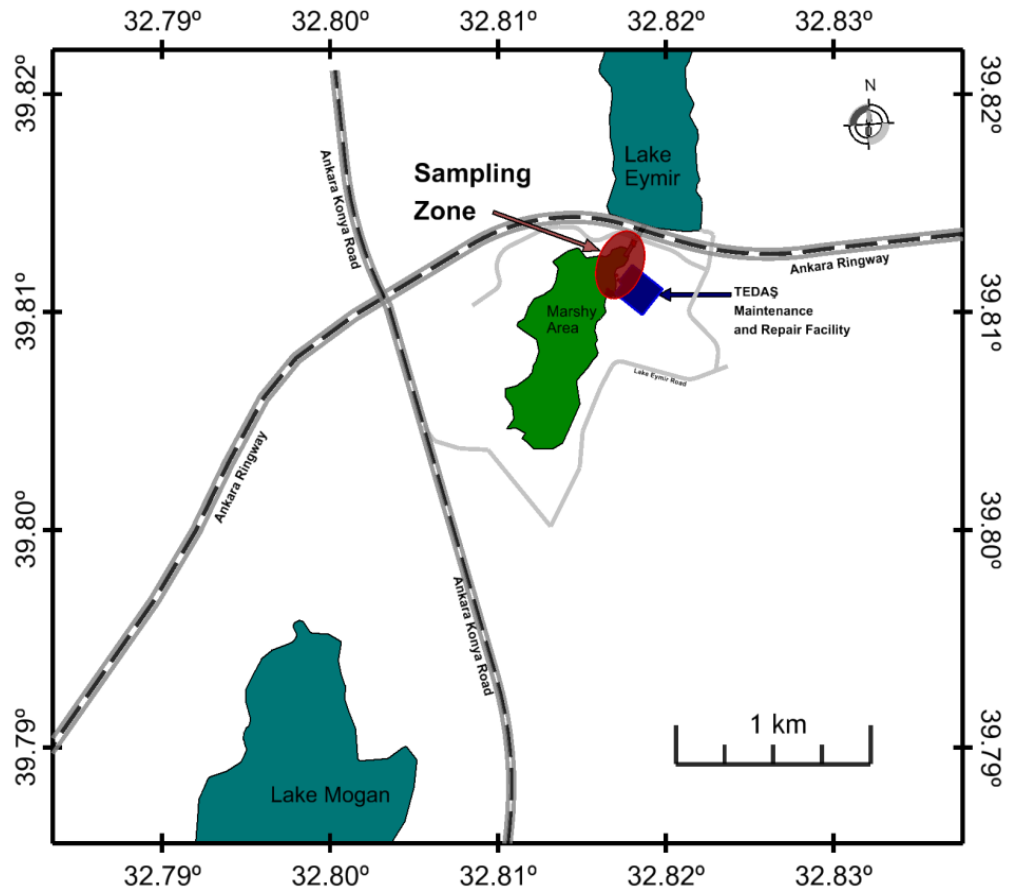 32.79º 32.80º 32.81º 32.82º 32.83º
39.82º
39.82º
N
Lake
Eymir
Sampling
Zone
Ankara Konya Road
Ankara Ringway
39.81º
39.81º
TEDAŞ
Maintenance
and Repair Facility
Marshy
Area
Lake Eymir Road
Ankara Ringway
39.80º
39.80º
Ankara Konya Road
1 km
39.79º
39.79º
Lake Mogan
32.79º 32.80º 32.81º 32.82º 32.83º